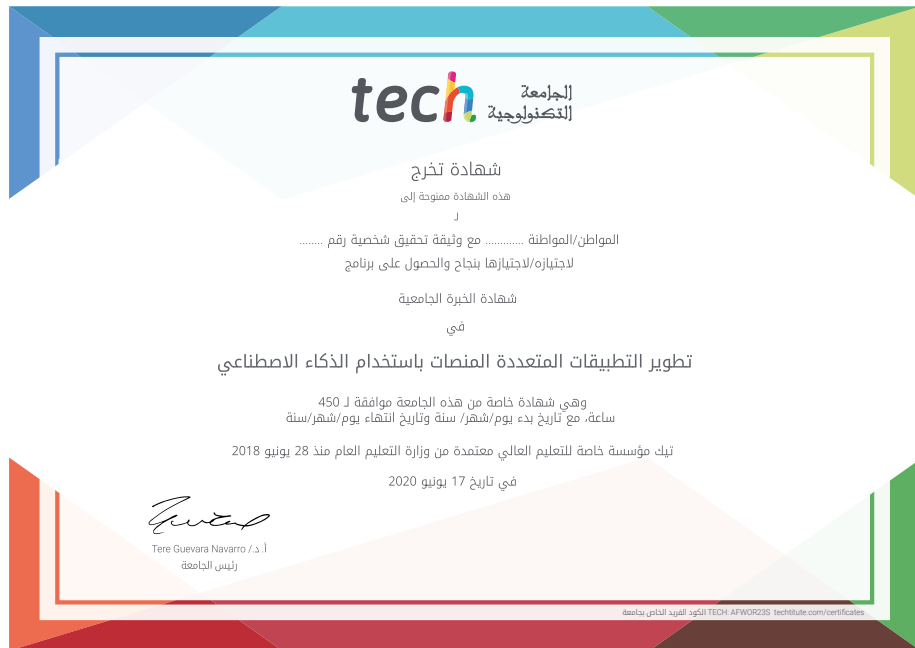 tech الجامعة
التكنولوجية
شهادة تخرج
هذه الشهادة ممنوحة إلى
لـ
المواطن/المواطنة ............ مع وثيقة تحقيق شخصية رقم ........
لاجتيازه/لاجتيازها بنجاح والحصول على برنامج
شهادة الخبرة الجامعية
في
تطوير التطبيقات المتعددة المنصات باستخدام الذكاء الاصطناعي
وهي شهادة خاصة من هذه الجامعة موافقة لـ 450
ساعة، مع تاريخ بدء يوم/شهر/ سنة وتاريخ انتهاء يوم/شهر/سنة
تيك مؤسسة خاصة للتعليم العالي معتمدة من وزارة التعليم العام منذ 28 يونيو 2018
في تاريخ 17 يونيو 2020
أ.د./ Tere Guevara Navarro
رئيس الجامعة
الكود الفريد الخاص بجامعة TECH: AFWOR23S techtitute.com/certificates